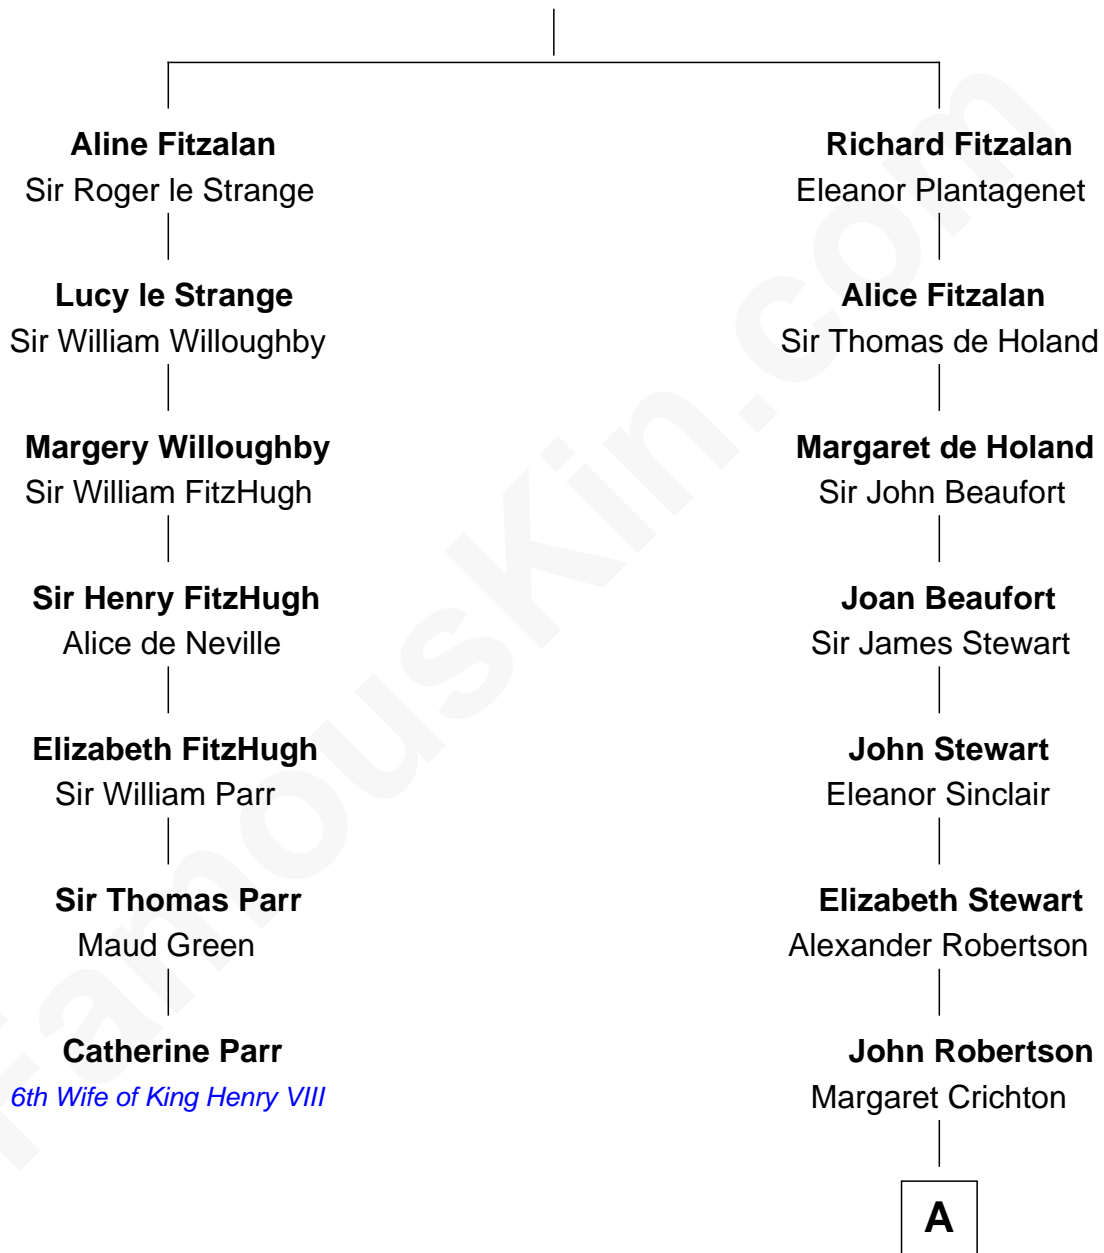 Aline Fitzalan
Sir Roger le Strange
Lucy le Strange
Sir William Willoughby
Margery Willoughby
Sir William FitzHugh
Sir Henry FitzHugh
Alice de Neville
Elizabeth FitzHugh
Sir William Parr
Sir Thomas Parr
Maud Green
Catherine Parr
6th Wife of King Henry VIII
Richard Fitzalan
Eleanor Plantagenet
Alice Fitzalan
Sir Thomas de Holand
Margaret de Holand
Sir John Beaufort
Joan Beaufort
Sir James Stewart
John Stewart
Eleanor Sinclair
Elizabeth Stewart
Alexander Robertson
John Robertson
Margaret Crichton
A
FamousKin.com